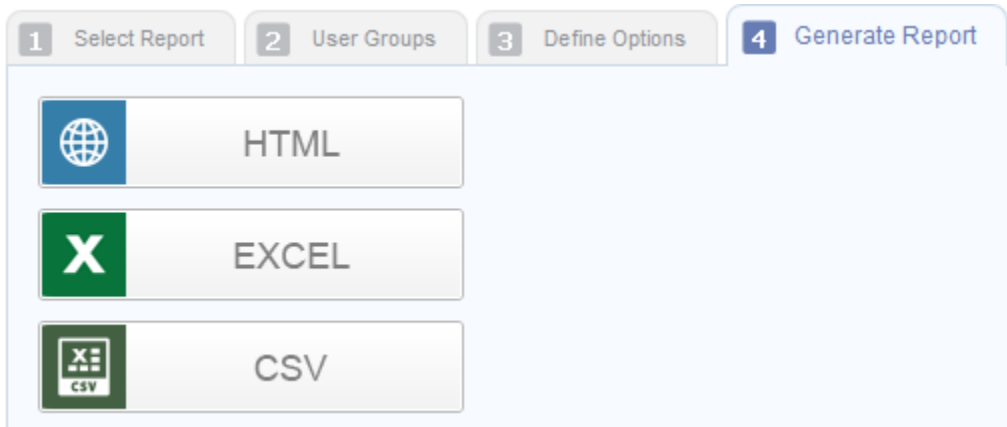 1 Select Report 2 User Groups 3 Define Options 4 Generate Report
HTML
X EXCEL
X CSV CSV